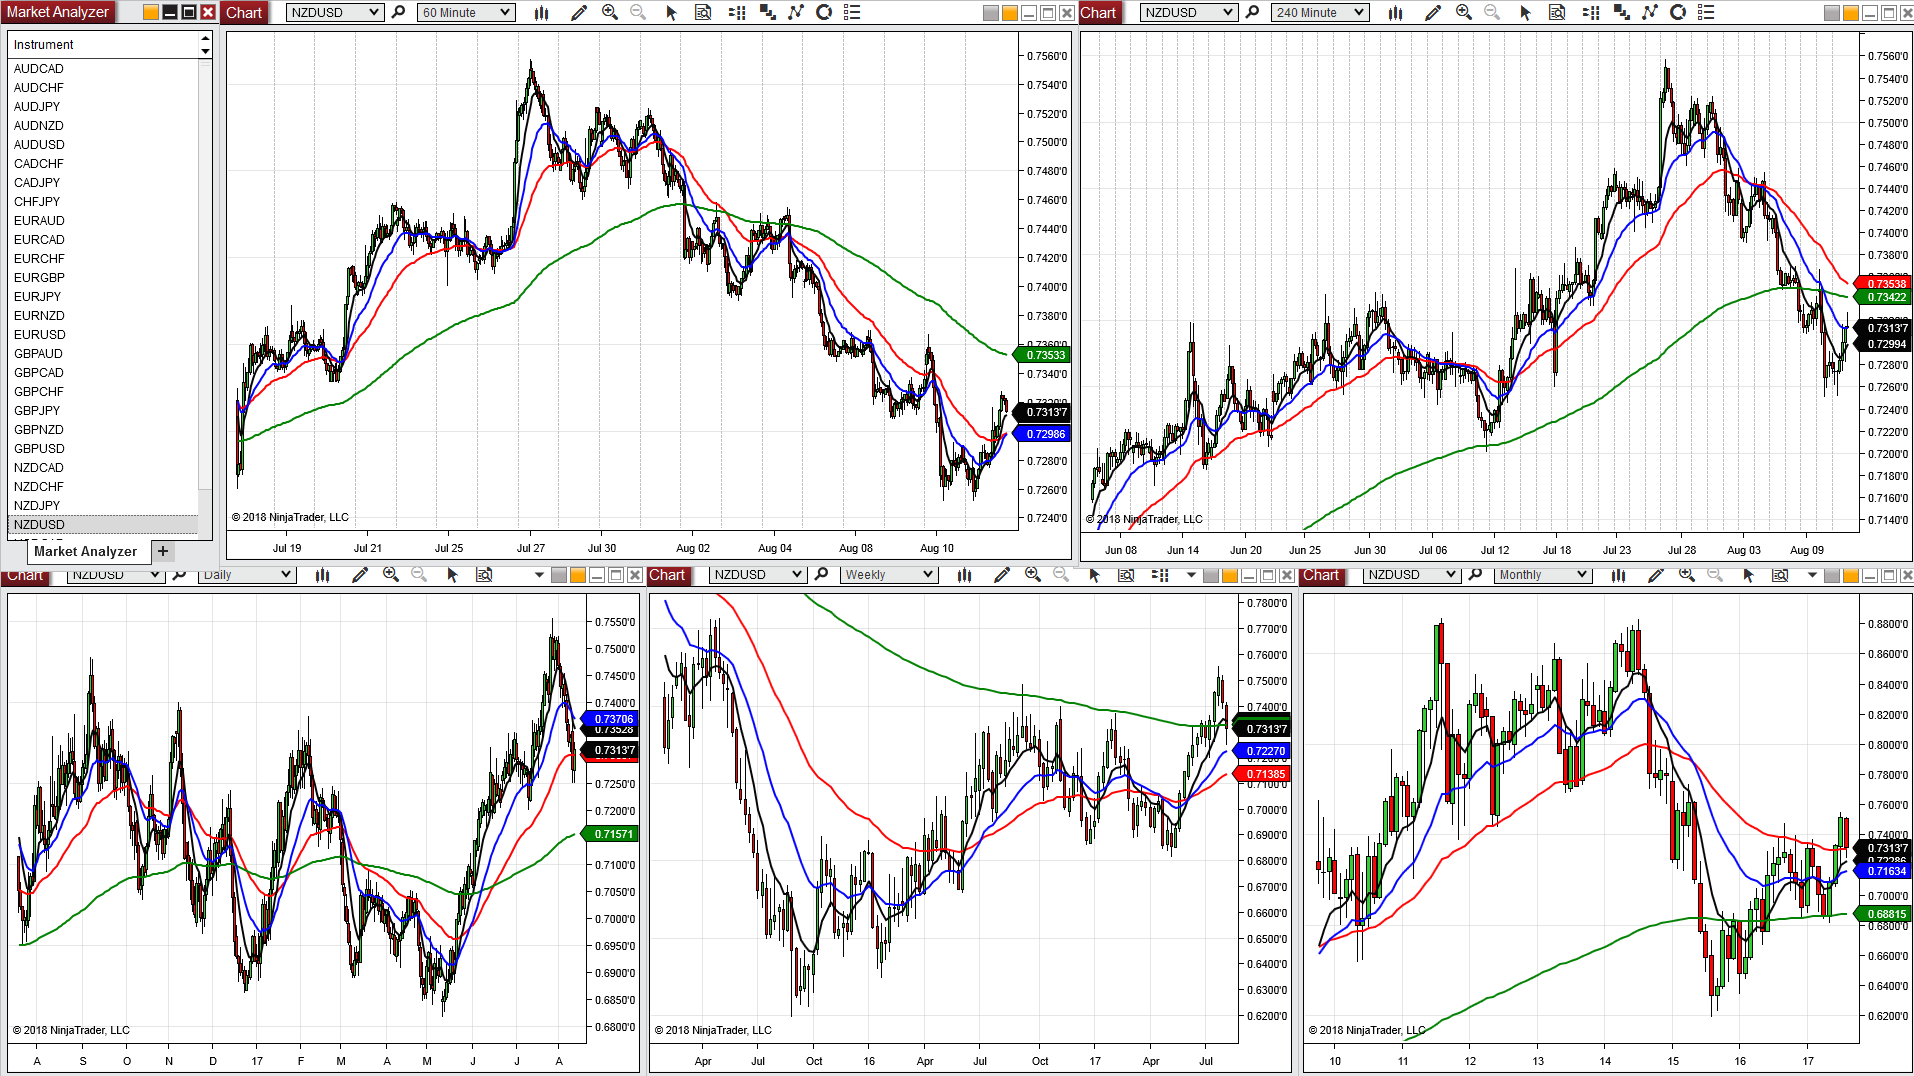 Market Analyzer
Instrument
AUDCAD
AUDCHF
AUDJPY
AUDNZD
AUDUSD
CADCHF
CADJPY
CHFJPY
EURAUD
EURCAD
EURCHF
EURGBP
EURJPY
EURNZD
EURUSD
GBPAUD
GBPCAD
GBPCHF
GBPJPY
GBPNZD
GBPUSD
NZDCAD
NZDCHF
NZDJPY
NZDUSD
Market Analyzer +
Chart NZDUSD 60 Minute
0.7560'0
0.7540'0
0.7520'0
0.7500'0
0.7480'0
0.7460'0
0.7440'0
0.7420'0
0.7400'0
0.7380'0
0.7360'0
0.73533
0.7340'0
0.7313'7
0.72986
0.7280'0
0.7260'0
0.7240'0
© 2018 NinjaTrader, LLC
Jul 19 Jul 21 Jul 25 Jul 27 Jul 30 Aug 02 Aug 04 Aug 08 Aug 10
Chart NZDUSD 240 Minute
0.7560'0
0.7540'0
0.7520'0
0.7500'0
0.7480'0
0.7460'0
0.7440'0
0.7420'0
0.7400'0
0.7380'0
0.73538
0.73422
0.7313'7
0.72994
0.7280'0
0.7260'0
0.7240'0
0.7220'0
0.7200'0
0.7180'0
0.7160'0
0.7140'0
© 2018 NinjaTrader, LLC
Jun 08 Jun 14 Jun 20 Jun 25 Jun 30 Jul 06 Jul 12 Jul 18 Jul 23 Jul 28 Aug 03 Aug 09
Chart NZDUSD Daily
0.7550'0
0.7500'0
0.7450'0
0.7400'0
0.73706
0.73528
0.7313'7
0.7250'0
0.7200'0
0.71571
0.7100'0
0.7050'0
0.7000'0
0.6950'0
0.6900'0
0.6850'0
0.6800'0
© 2018 NinjaTrader, LLC
A S O N D 17 F M A M J J A
Chart NZDUSD Weekly
0.7800'0
0.7700'0
0.7600'0
0.7500'0
0.7400'0
0.7313'7
0.72270
0.71385
0.7100'0
0.7000'0
0.6900'0
0.6800'0
0.6700'0
0.6600'0
0.6500'0
0.6400'0
0.6300'0
0.6200'0
© 2018 NinjaTrader, LLC
Apr Jul Oct 16 Apr Jul Oct 17 Apr Jul
Chart NZDUSD Monthly
0.8800'0
0.8600'0
0.8400'0
0.8200'0
0.8000'0
0.7800'0
0.7600'0
0.7400'0
0.7313'7
0.71634
0.7000'0
0.68815
0.6800'0
0.6600'0
0.6400'0
© 2018 NinjaTrader, LLC
10 11 12 13 14 15 16 17